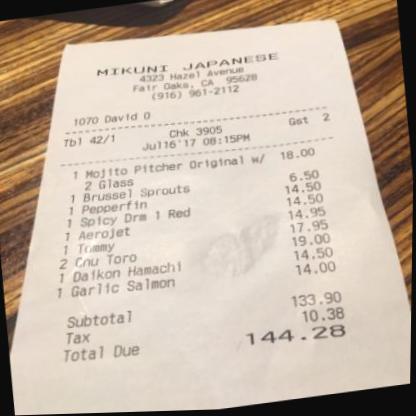 MIKUNI JAPANESE
4323 Hazel Avenue
Fair Oaks, CA 95628
(916) 961-2112
1070 David O
Tbl 42/1 Chk 3905 Gst 2
Jul16'17 08:15PM
1 Mojito Pitcher Original w/ 18.00
2 Glass
1 Brussel Sprouts 6.50
1 Pepperfin 14.50
1 Spicy Drm 1 Red 14.50
1 Aerojet 14.95
1 Tommy 17.95
2 Chu Toro 19.00
1 Daikon Hamachi 14.50
1 Garlic Salmon 14.00
Subtotal 133.90
Tax 10.38
Total Due 144.28